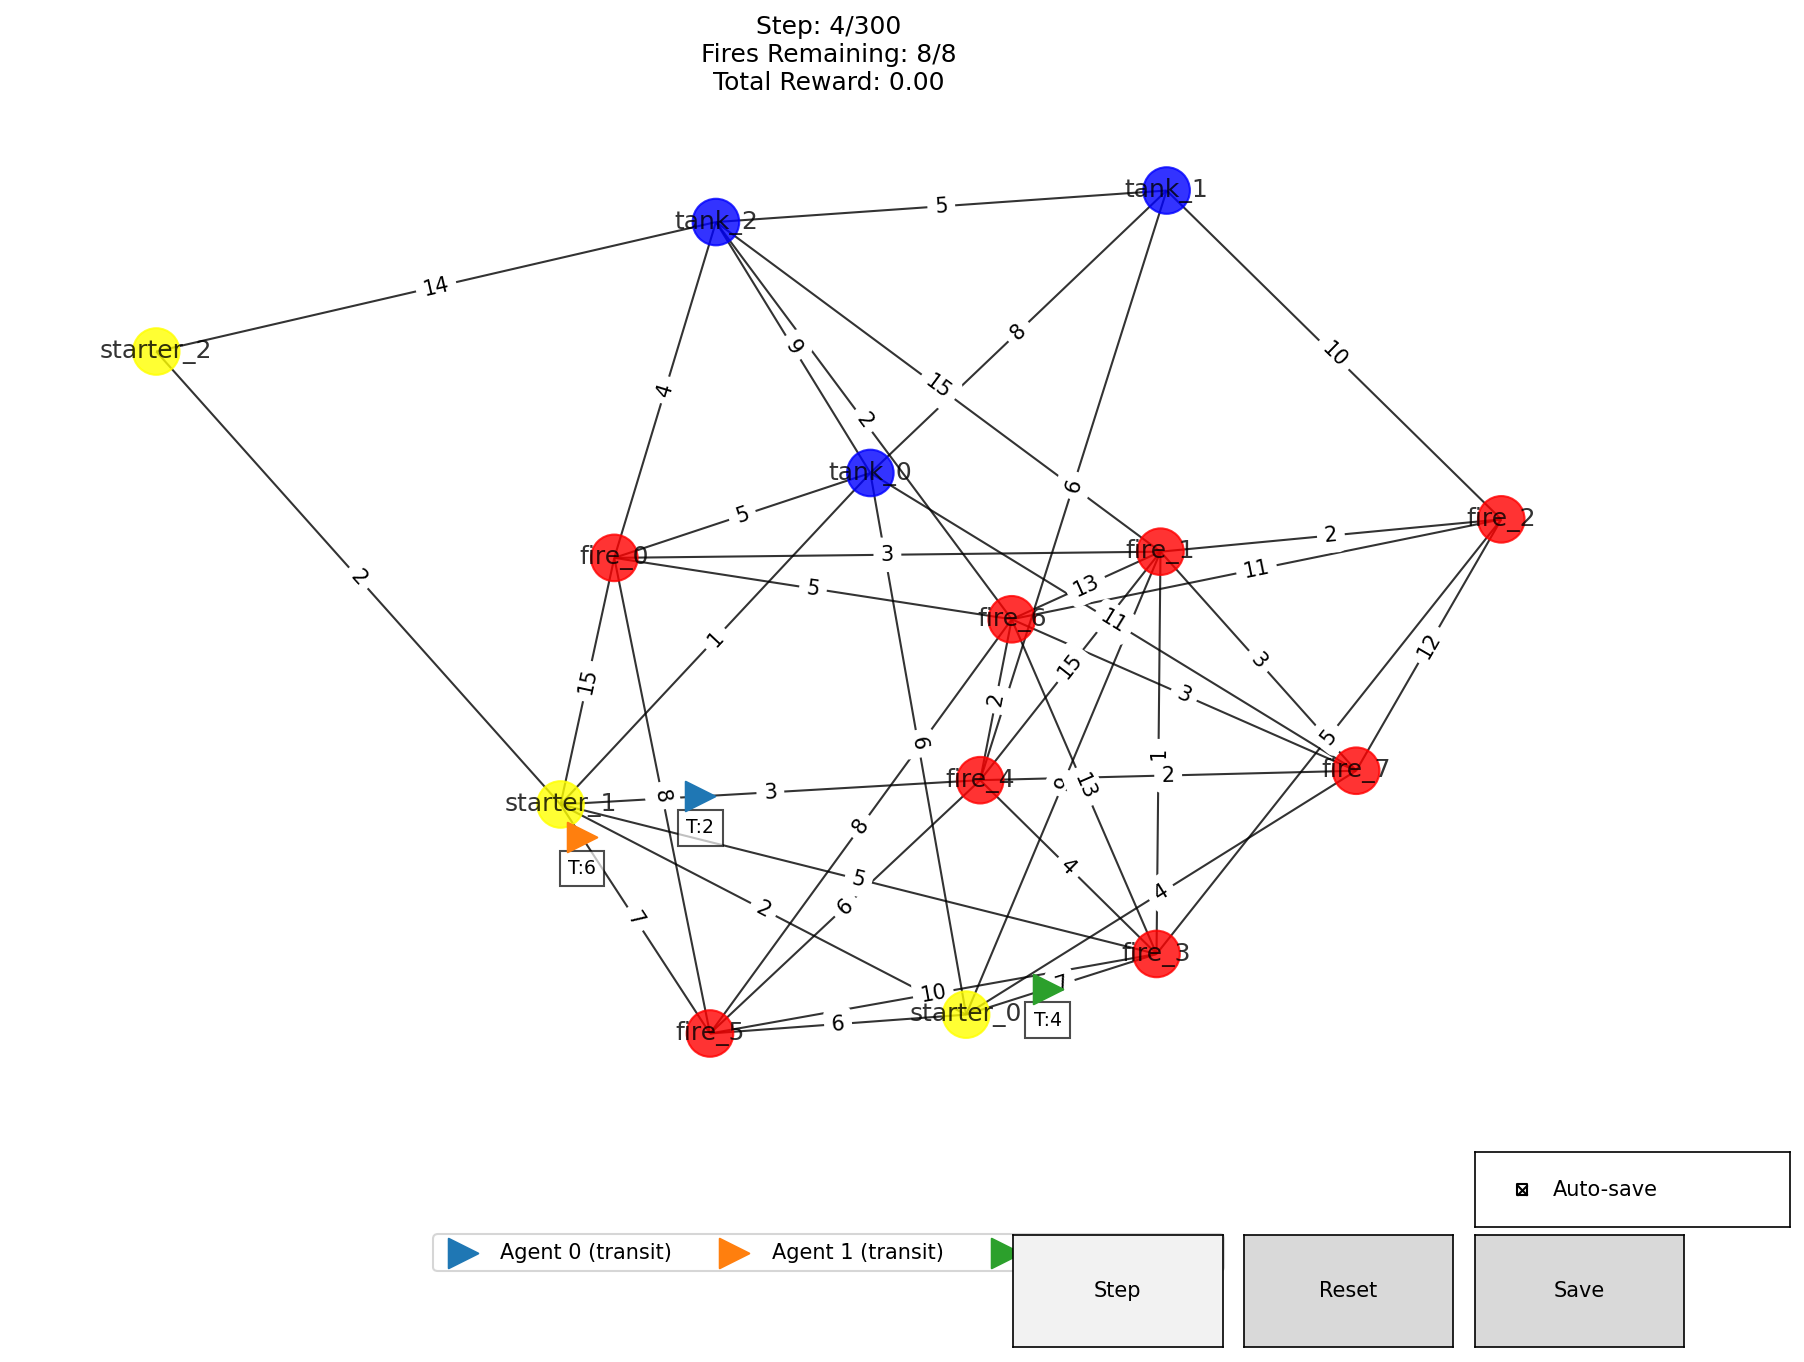 Step: 4/300
Fires Remaining: 8/8
Total Reward: 0.00
tank_1
5
tank_2
14
starter_2
8
10
9
15
4
2
tank_0
6
5
fire_2
2
3
fire_1
fire_0
11
13
2
5
11
fire_6
1
12
3
15
15
3
2
5
6
1
fire_7
2
fire_4
9
13
3
8
starter_1
T:2
8
4
T:6
5
4
6
2
7
fire_3
7
10
starter_0
T:4
6
fire_5
Auto-save
Agent 0 (transit)
Agent 1 (transit)
Step
Reset
Save